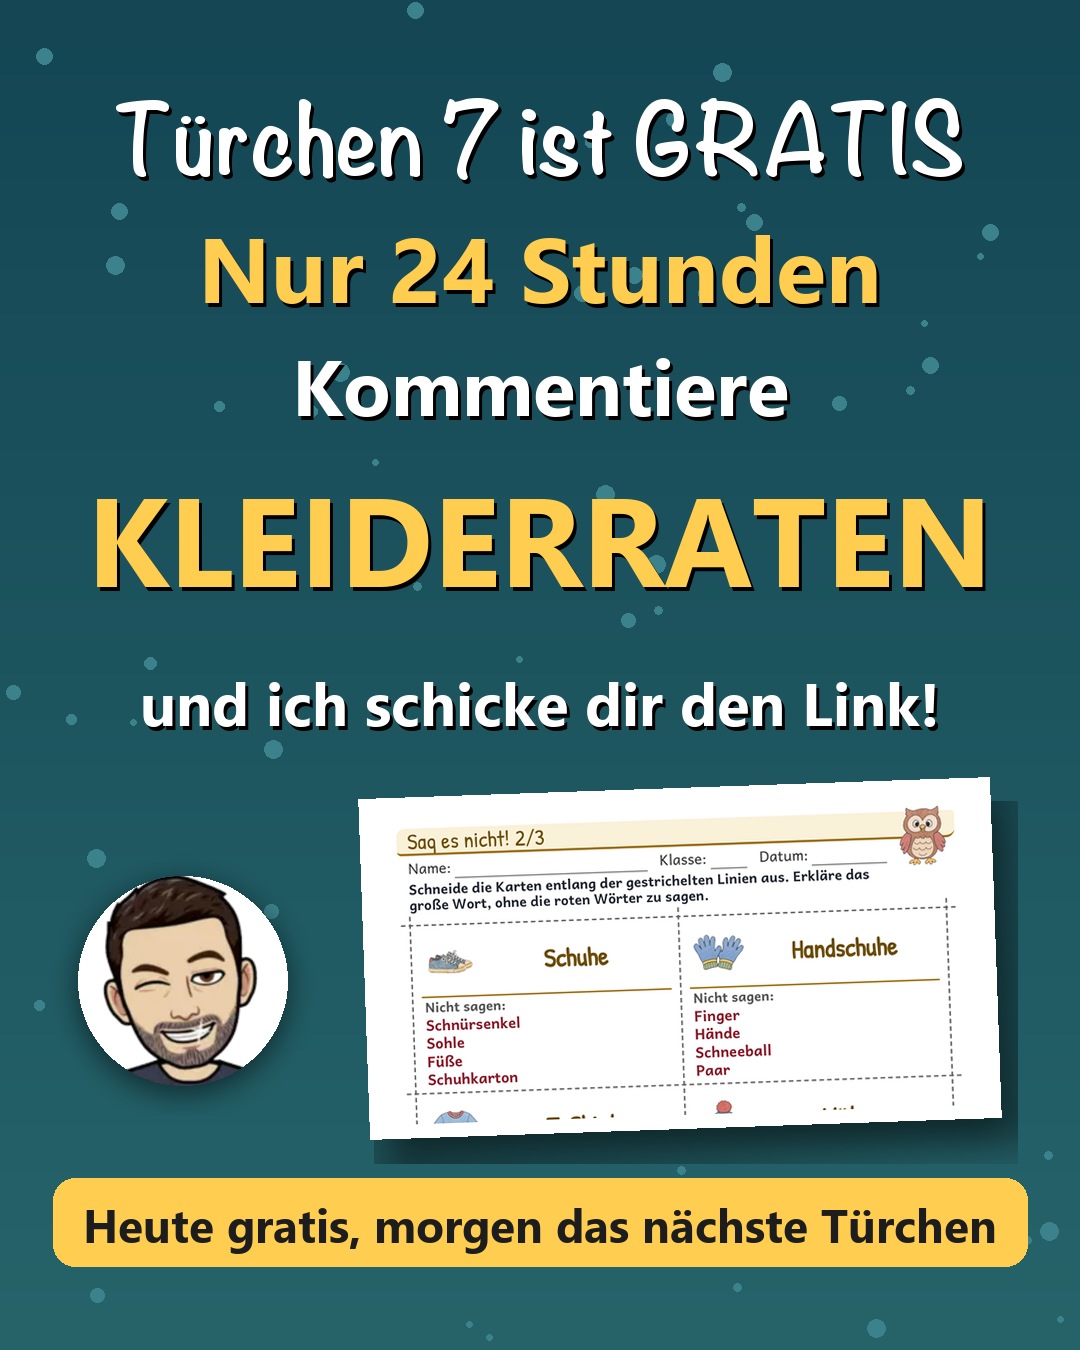 Türchen 7 ist GRATIS
Nur 24 Stunden
Kommentiere
KLEIDERRATEN
und ich schicke dir den Link!
Sag es nicht! 2/3
Name: Klasse: Datum:
Schneide die Karten entlang der gestrichelten Linien aus. Erkläre das
große Wort, ohne die roten Wörter zu sagen.
Schuhe
Nicht sagen:
Schnürsenkel
Sohle
Füße
Schuhkarton
Handschuhe
Nicht sagen:
Finger
Hände
Schneeball
Paar
Heute gratis, morgen das nächste Türchen